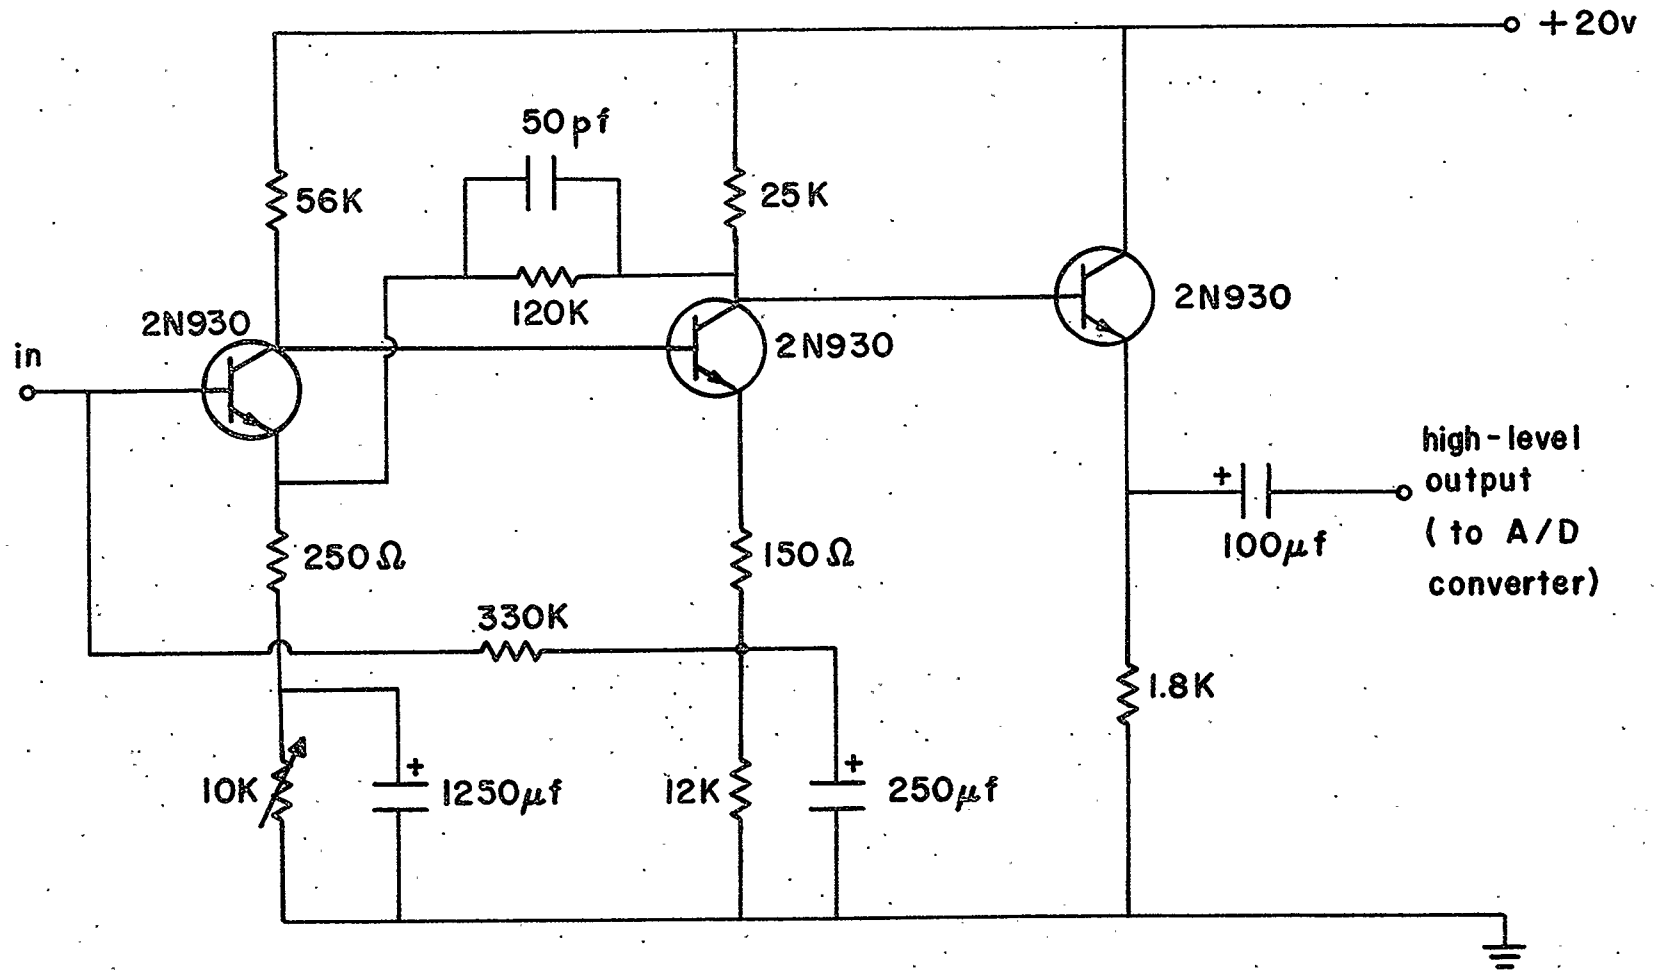 +20v
50pf
56K
25K
120K
2N930
2N930
2N930
in
high-level
output
(to A/D
converter)
+
100µf
250Ω
150Ω
330K
1.8K
10K
+
1250µf
12K
+
250µf